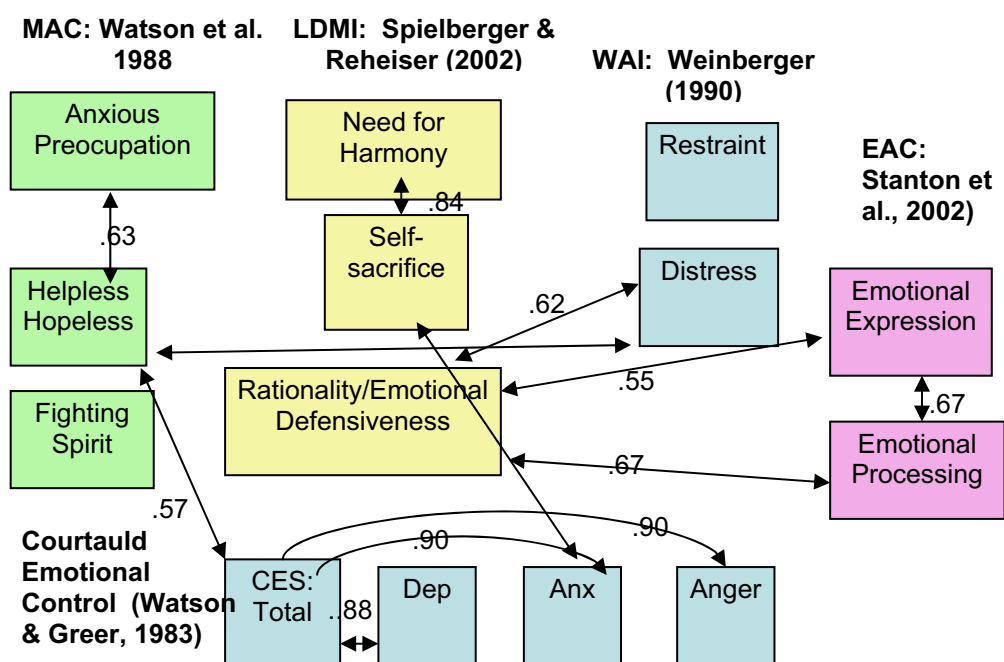 MAC: Watson et al.
1988
LDMI: Spielberger &
Reheiser (2002)
WAI: Weinberger
(1990)
EAC:
Stanton et
al., 2002)
Anxious
Preocupation
Need for
Harmony
Restraint
.84
.63
Self-
sacrifice
Distress
Helpless
Hopeless
Emotional
Expression
.62
.55
Rationality/Emotional
Defensiveness
Fighting
Spirit
.67
Emotional
Processing
.67
.57
Courtauld
Emotional
Control (Watson
& Greer, 1983)
.90
.90
CES:
Total
..88
Dep
Anx
Anger